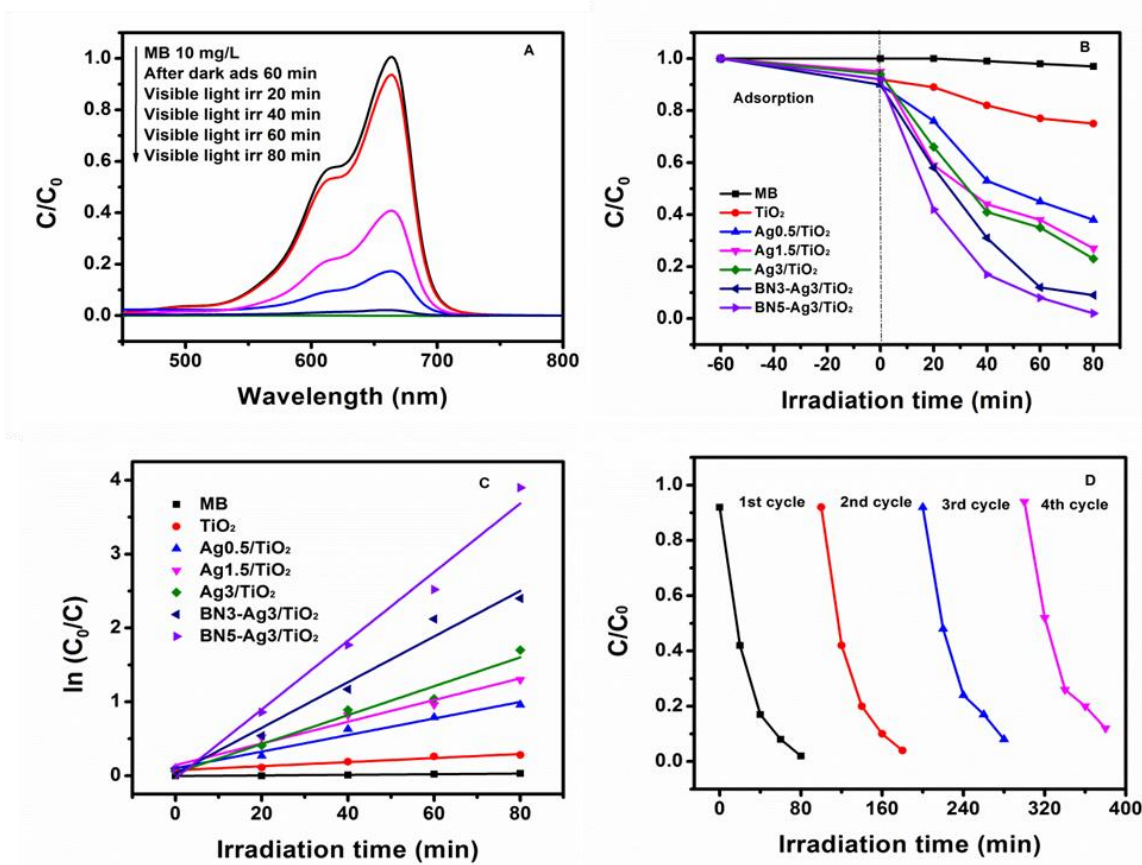 A
MB 10 mg/L
After dark ads 60 min
Visible light irr 20 min
Visible light irr 40 min
Visible light irr 60 min
Visible light irr 80 min
C/C₀
1.0
0.8
0.6
0.4
0.2
0.0
500 600 700 800
Wavelength (nm)
B
Adsorption
MB
TiO₂
Ag0.5/TiO₂
Ag1.5/TiO₂
Ag3/TiO₂
BN3-Ag3/TiO₂
BN5-Ag3/TiO₂
C/C₀
1.0
0.8
0.6
0.4
0.2
0.0
-60 -40 -20 0 20 40 60 80
Irradiation time (min)
C
MB
TiO₂
Ag0.5/TiO₂
Ag1.5/TiO₂
Ag3/TiO₂
BN3-Ag3/TiO₂
BN5-Ag3/TiO₂
ln (C₀/C)
4
3
2
1
0
0 20 40 60 80
Irradiation time (min)
D
1st cycle 2nd cycle 3rd cycle 4th cycle
C/C₀
1.0
0.8
0.6
0.4
0.2
0.0
0 80 160 240 320 400
Irradiation time (min)